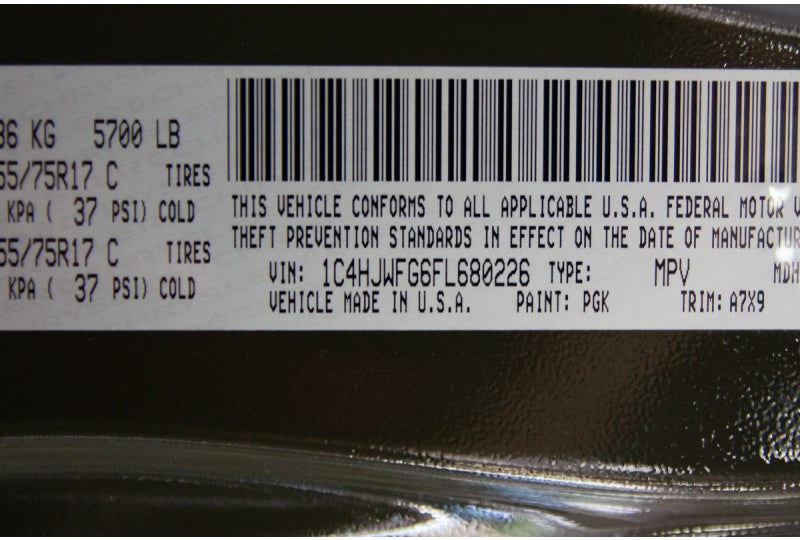 86 KG 5700 LB
55/75R17 C TIRES
KPA ( 37 PSI) COLD
55/75R17 C TIRES
KPA ( 37 PSI) COLD
THIS VEHICLE CONFORMS TO ALL APPLICABLE U.S.A. FEDERAL MOTOR V
THEFT PREVENTION STANDARDS IN EFFECT ON THE DATE OF MANUFACTUR
VIN: 1C4HJWFG6FL680226 TYPE: MPV MDH
VEHICLE MADE IN U.S.A. PAINT: PGK TRIM: A7X9